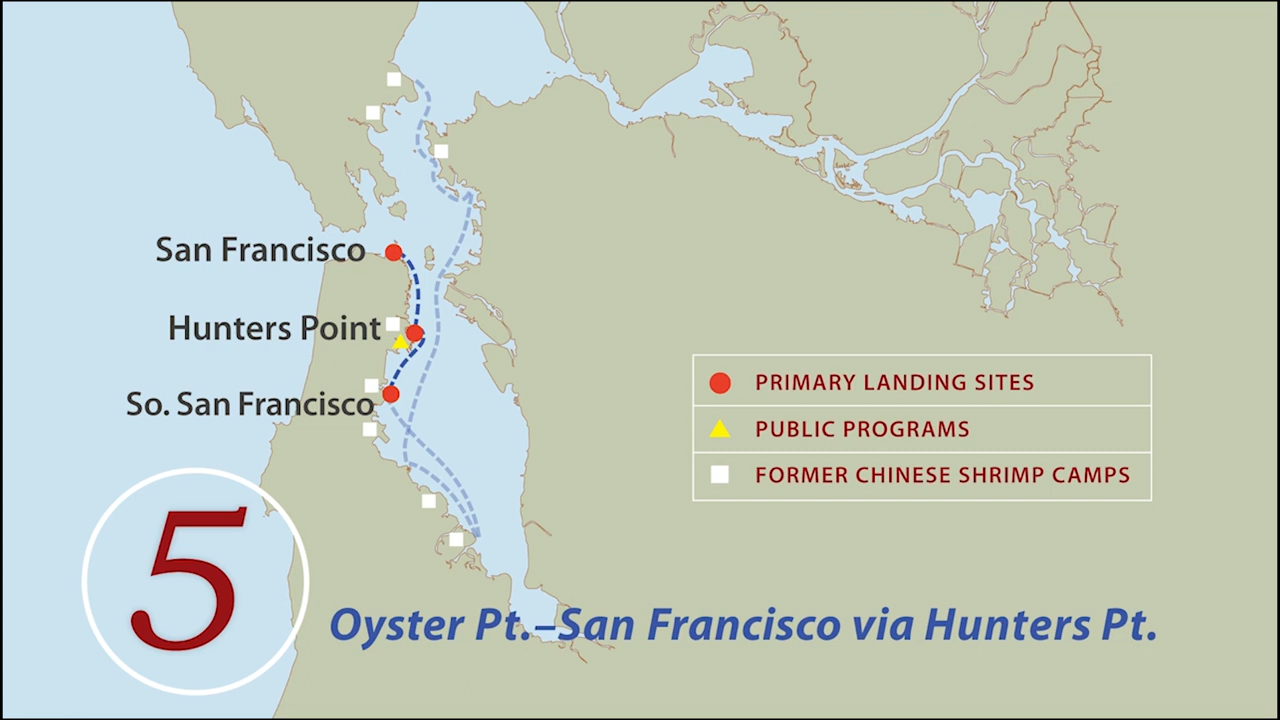 San Francisco
Hunters Point
So. San Francisco
PRIMARY LANDING SITES
PUBLIC PROGRAMS
FORMER CHINESE SHRIMP CAMPS
5
Oyster Pt.–San Francisco via Hunters Pt.